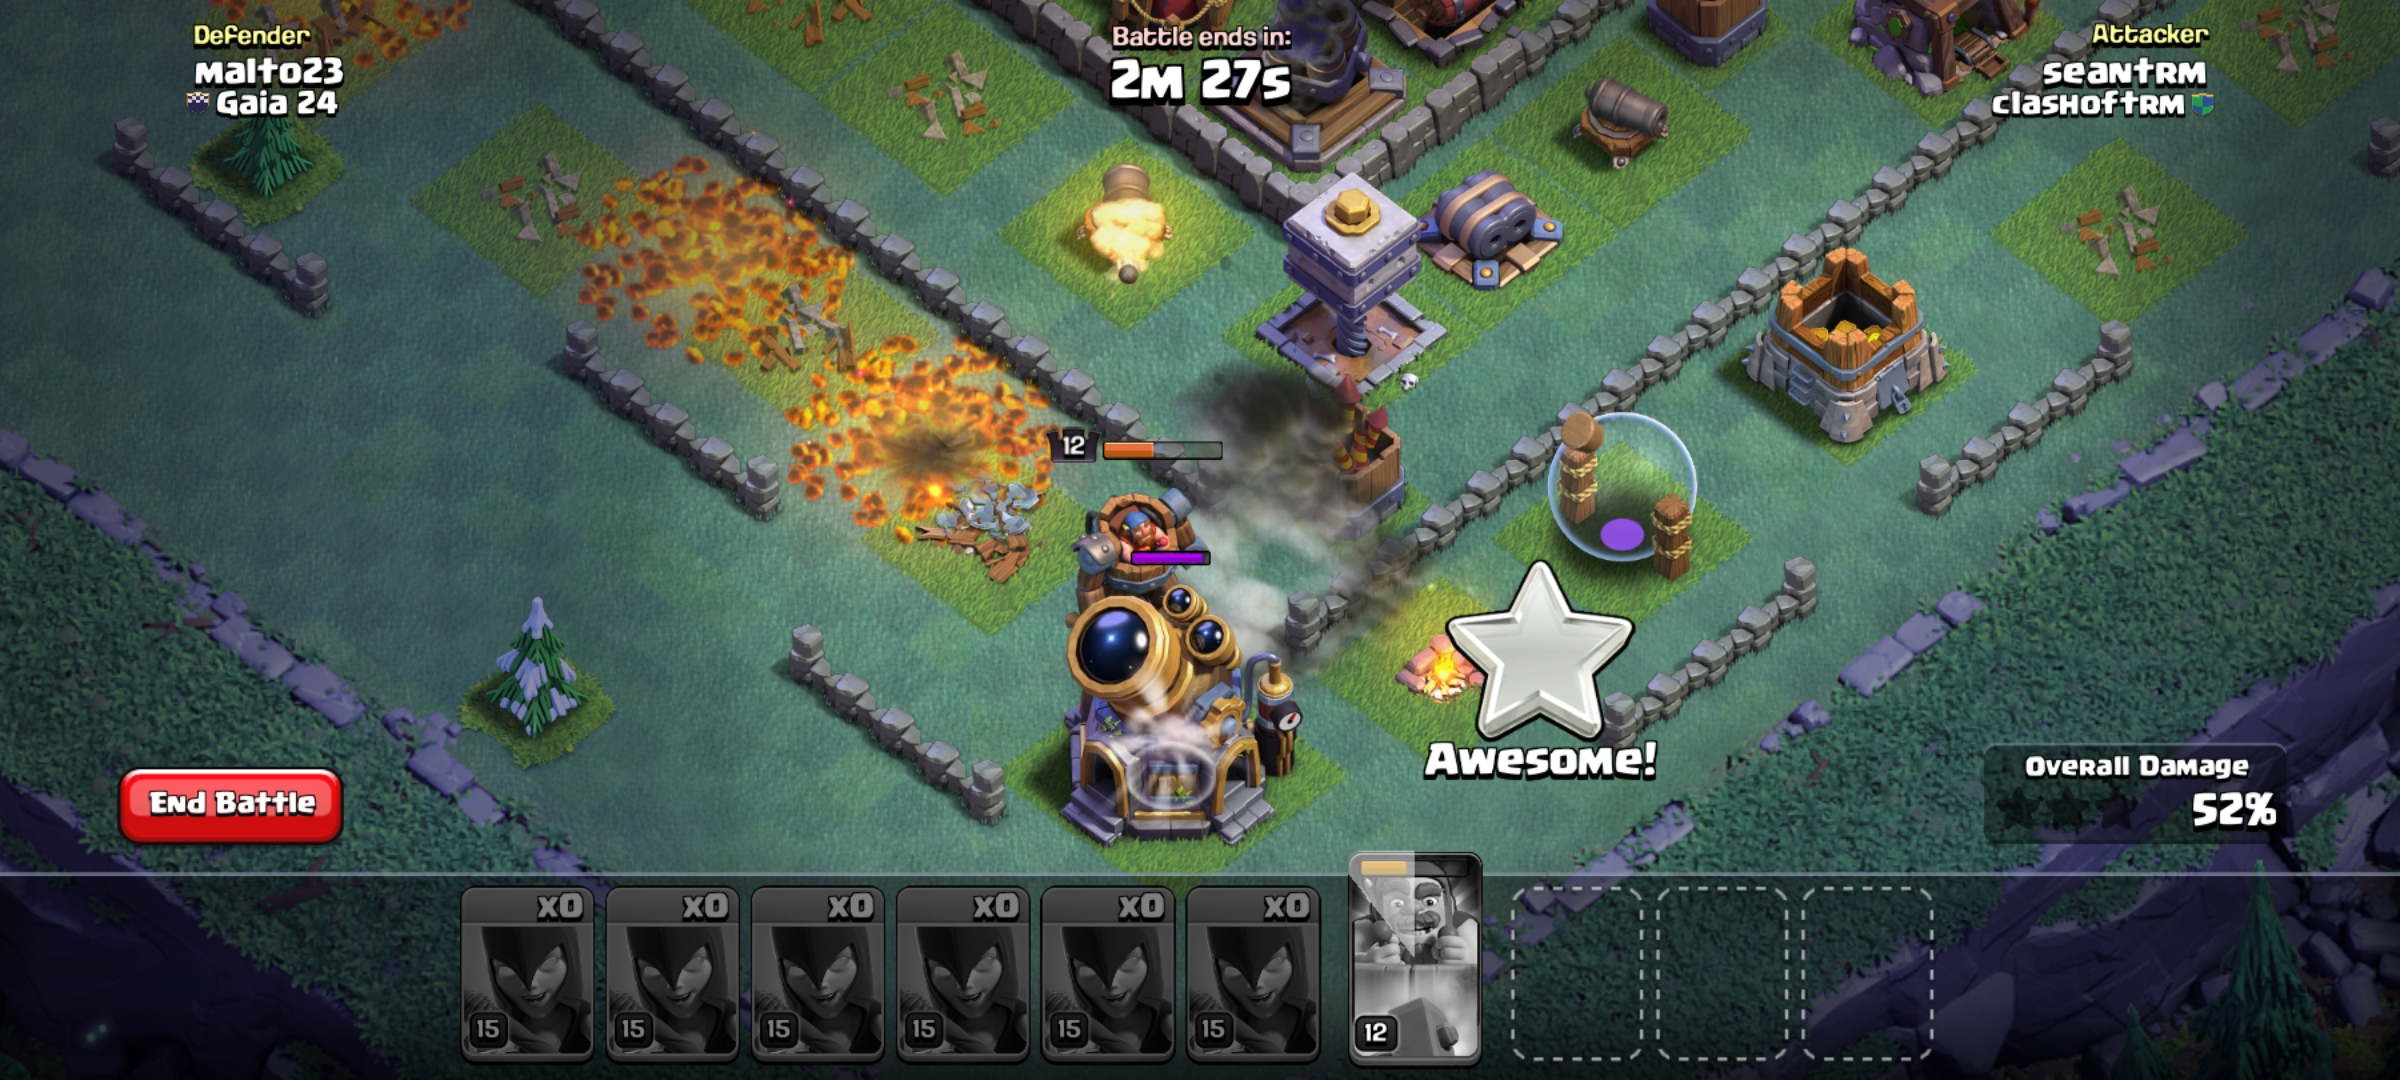 Defender
malto23
Gaia 24
Battle ends in:
2M 27s
Attacker
seantRM
clashoftRM
12
Awesome!
End Battle
Overall Damage
52%
x0
x0
x0
x0
x0
x0
15
15
15
15
15
15
12